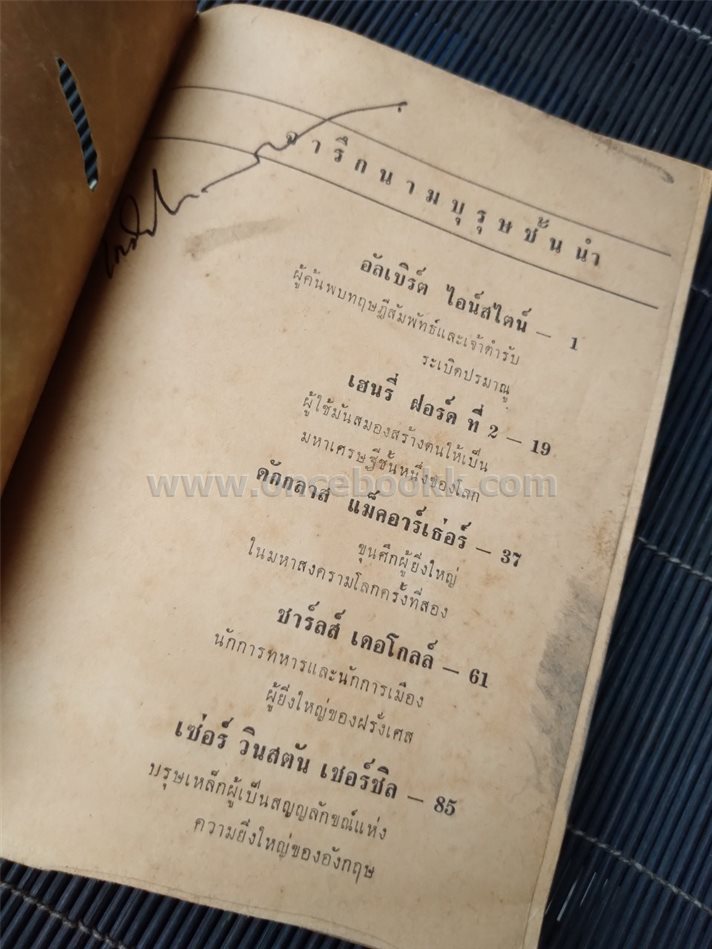 จารึกนามบุรุษชั้นนำ
อัลเบิร์ต ไอน์สไตน์ – 1
ผู้ค้นพบทฤษฎีสัมพัทธ์และเจ้าตำรับ
ระเบิดปรมาณู
เฮนรี่ ฝอร์ด ที่ 2 – 19
ผู้ใช้มันสมองสร้างตนให้เป็น
มหาเศรษฐีชั้นหนึ่งของโลก
www.oncebookk.com
ดักกลาส แม็คอาร์เธ่อร์ – 37
ขุนศึกผู้ยิ่งใหญ่
ในมหาสงครามโลกครั้งที่สอง
ชาร์ลส์ เดอโกลล์ – 61
นักการทหารและนักการเมือง
ผู้ยิ่งใหญ่ของฝรั่งเศส
เซ่อร์ วินสตัน เชอร์ชิล – 85
บรุษเหล็กผู้เป็นสญญลักขณ์แห่ง
ความยิ่งใหญ่ของอังกฤษ